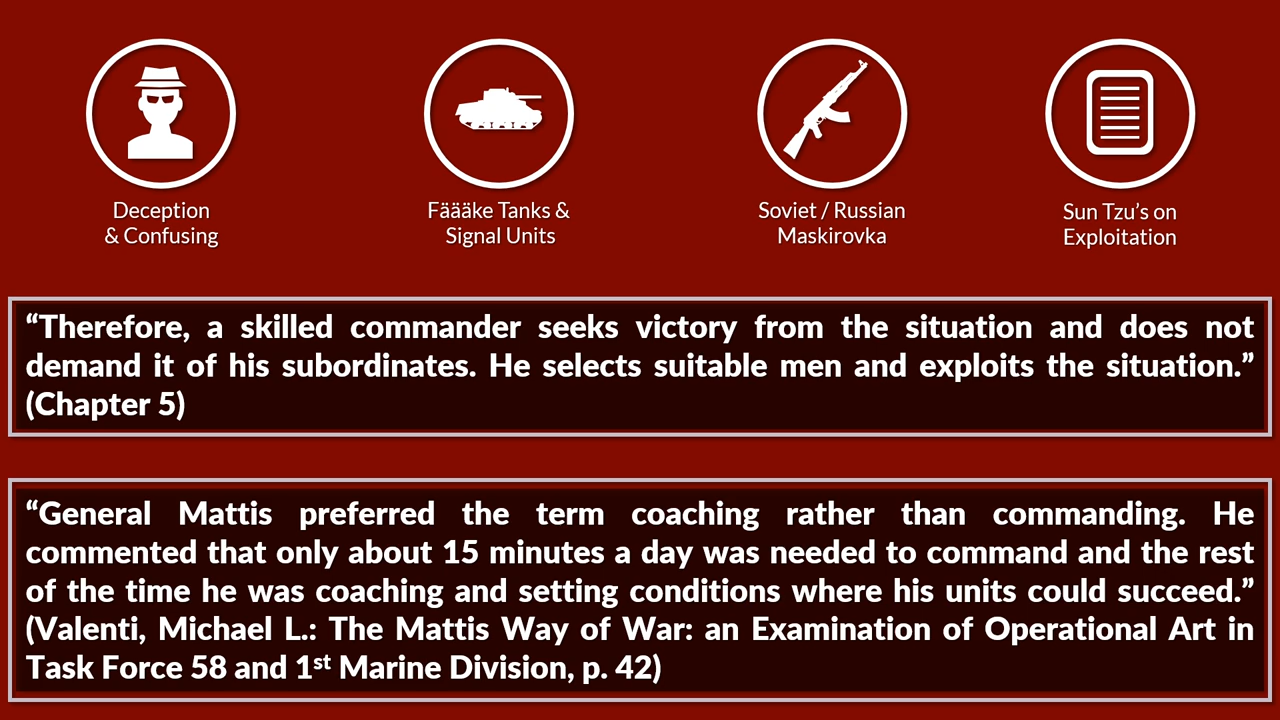 Deception
& Confusing
Fäääke Tanks &
Signal Units
Soviet / Russian
Maskirovka
Sun Tzu’s on
Exploitation
“Therefore, a skilled commander seeks victory from the situation and does not
demand it of his subordinates. He selects suitable men and exploits the situation.”
(Chapter 5)
“General Mattis preferred the term coaching rather than commanding. He
commented that only about 15 minutes a day was needed to command and the rest
of the time he was coaching and setting conditions where his units could succeed.”
(Valenti, Michael L.: The Mattis Way of War: an Examination of Operational Art in
Task Force 58 and 1st Marine Division, p. 42)